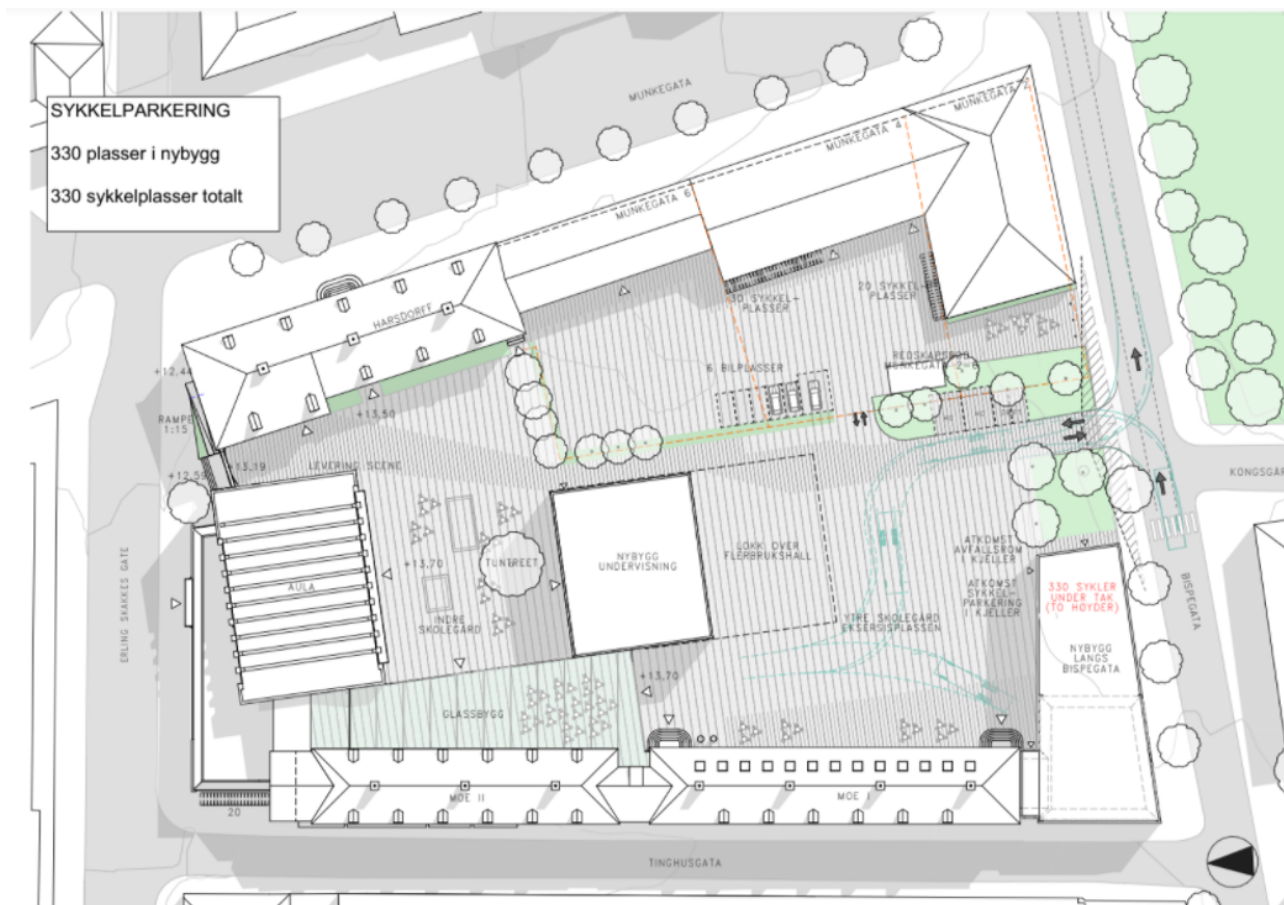 SYKKELPARKERING
330 plasser i nybygg
330 sykkelplasser totalt
MUNKEGATA
MUNKEGATA 2
MUNKEGATA 4
MUNKEGATA 6
HARSDORFF
30 SYKKEL-
PLASSER
20 SYKKEL-
PLASSER
+12.44
RAMPE
1:15
+13,50
6 BILPLASSER
REDSKAPSBOD
MUNKEGATA 2-6
+13,19
+12.59
LEVERING SCENE
KONGSGÅR
ERLING SKAKKES GATE
AULA
+13,70
INDRE
SKOLEGÅRD
TUNTREET
NYBYGG
UNDERVISNING
LOKK OVER
FLERBRUKSHALL
ATKOMST
AVFALLSROM
I KJELLER
ATKOMST
SYKKEL-
PARKERING
I KJELLER
YTRE SKOLEGÅRD
EKSERSISPLASSEN
330 SYKLER
UNDER TAK
(TO HØYDER)
NYBYGG
LANGS
BISPEGATA
BISPEGATA
+13,70
GLASSBYGG
MOE II
MOE I
20
TINGHUSGATA